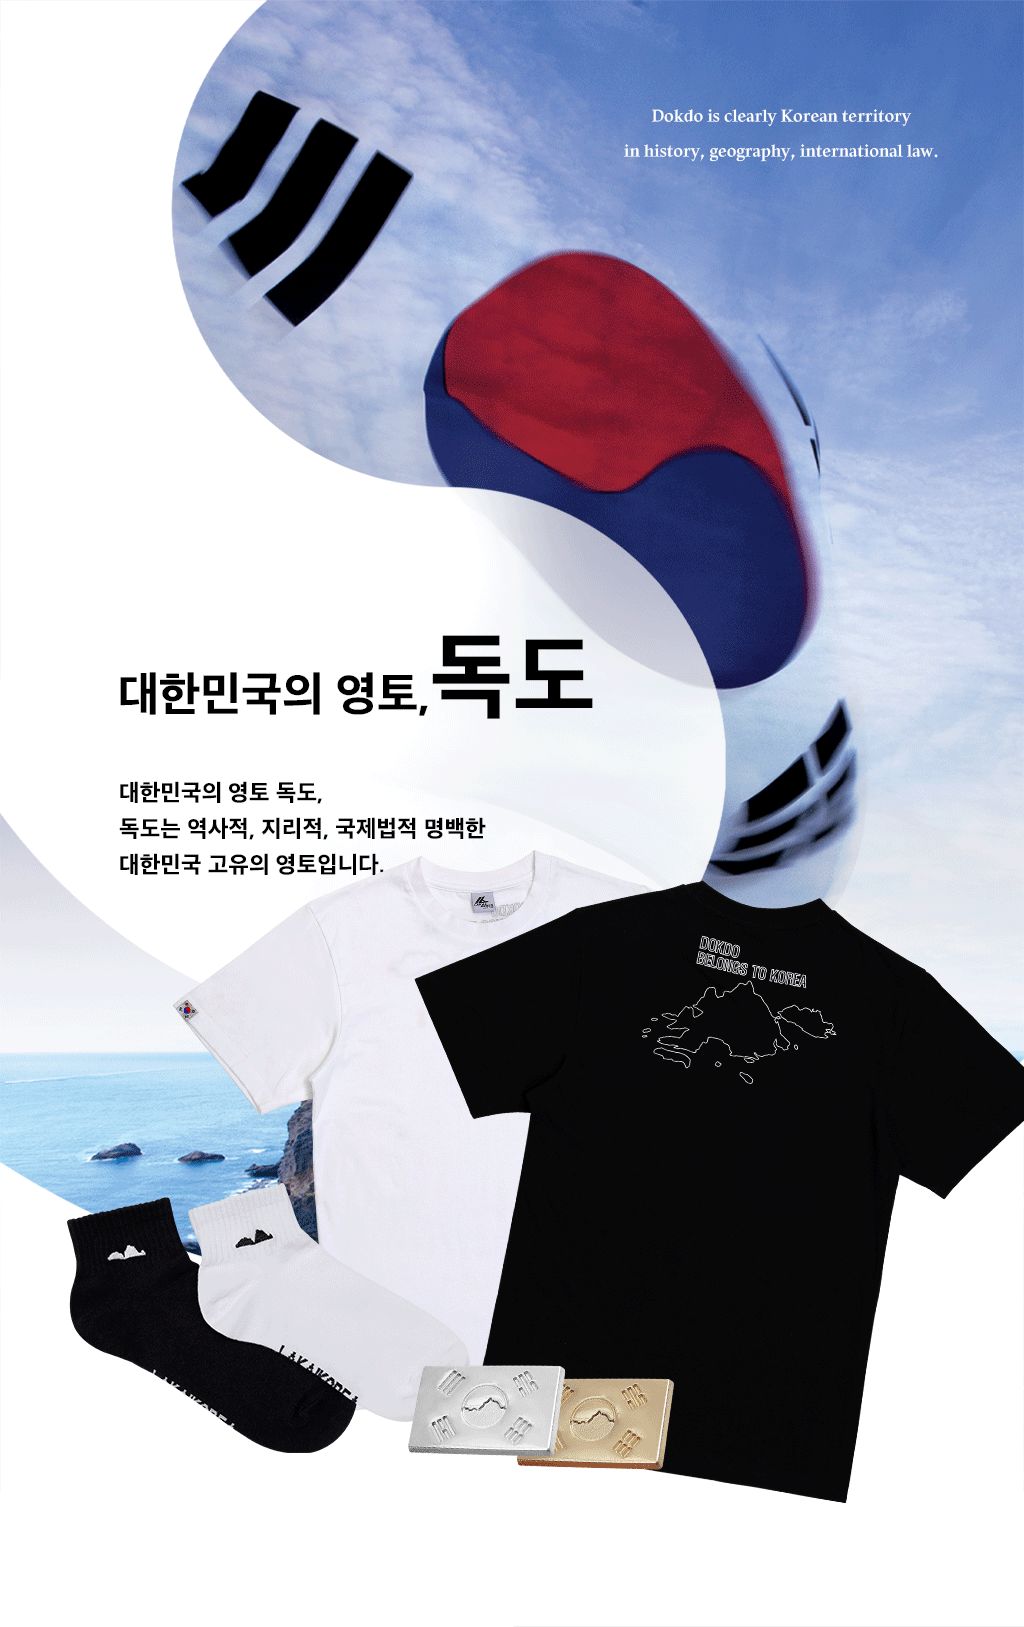 Dokdo is clearly Korean territory
in history, geography, international law.
대한민국의 영토, 독도
대한민국의 영토 독도,
독도는 역사적, 지리적, 국제법적 명백한
대한민국 고유의 영토입니다.
DOKDO
BELONGS TO KOREA
LAKAIKOREA
LAKAIKOREA